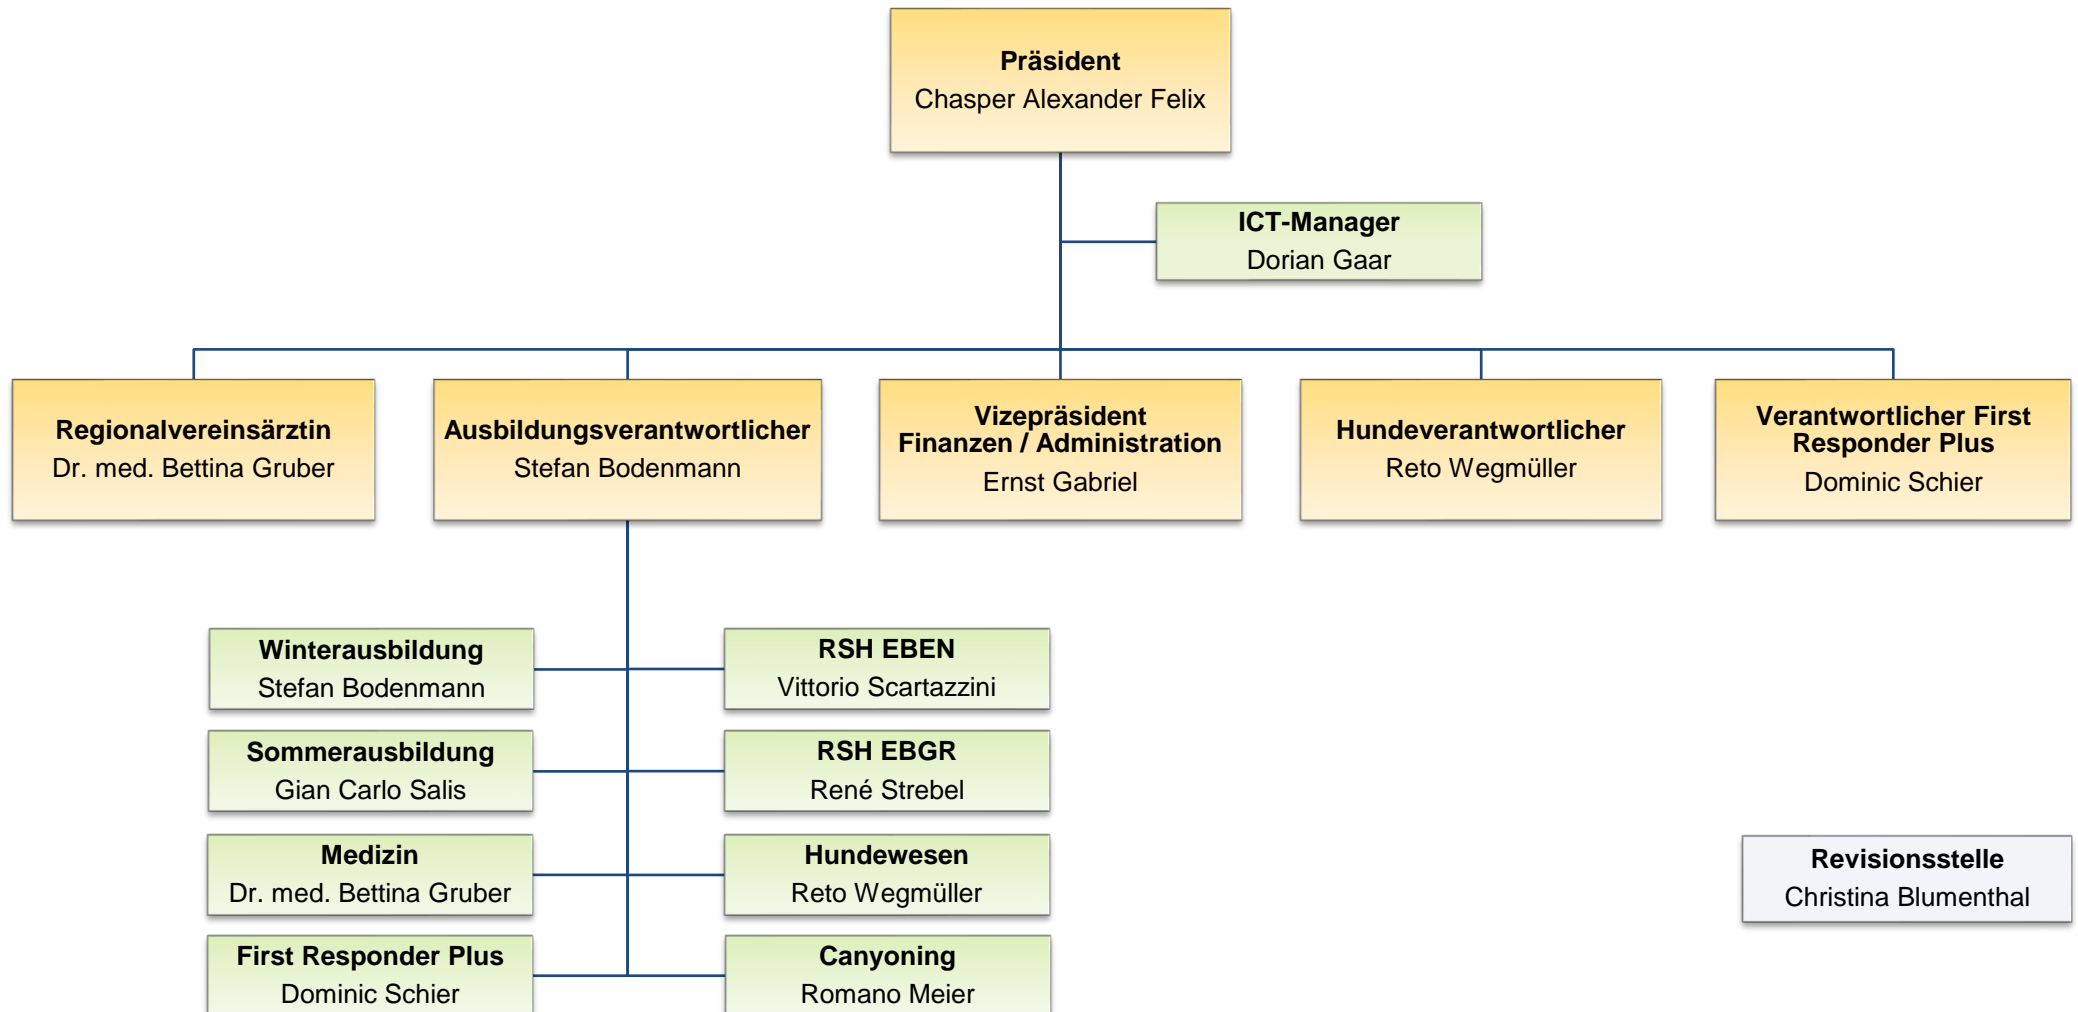 Präsident
Chasper Alexander Felix
ICT-Manager
Dorian Gaar
Regionalvereinsärztin
Dr. med. Bettina Gruber
Ausbildungsverantwortlicher
Stefan Bodenmann
Vizepräsident
Finanzen / Administration
Ernst Gabriel
Hundeverantwortlicher
Reto Wegmüller
Verantwortlicher First
Responder Plus
Dominic Schier
Winterausbildung
Stefan Bodenmann
RSH EBEN
Vittorio Scartazzini
Sommerausbildung
Gian Carlo Salis
RSH EBGR
René Strebel
Medizin
Dr. med. Bettina Gruber
Hundewesen
Reto Wegmüller
Revisionsstelle
Christina Blumenthal
First Responder Plus
Dominic Schier
Canyoning
Romano Meier